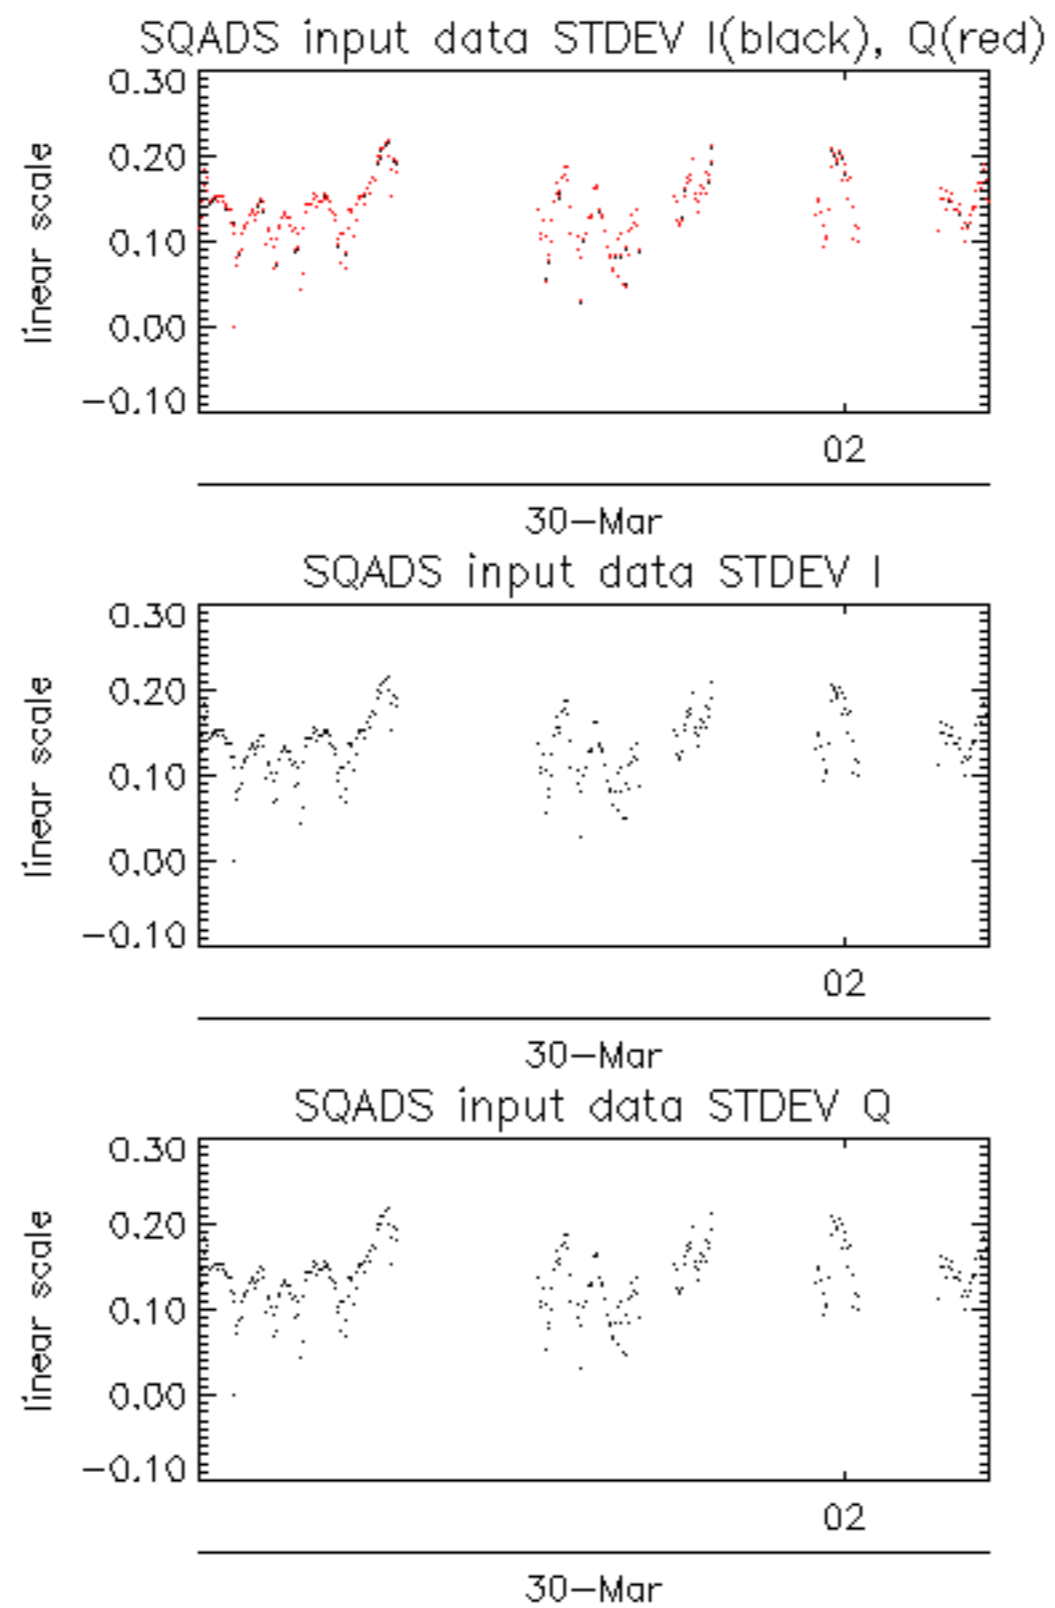 SQADS input data STDEV I(black), Q(red)
linear scale
0.30
0.20
0.10
0.00
-0.10
02
30-Mar
SQADS input data STDEV I
linear scale
0.30
0.20
0.10
0.00
-0.10
02
30-Mar
SQADS input data STDEV Q
linear scale
0.30
0.20
0.10
0.00
-0.10
02
30-Mar